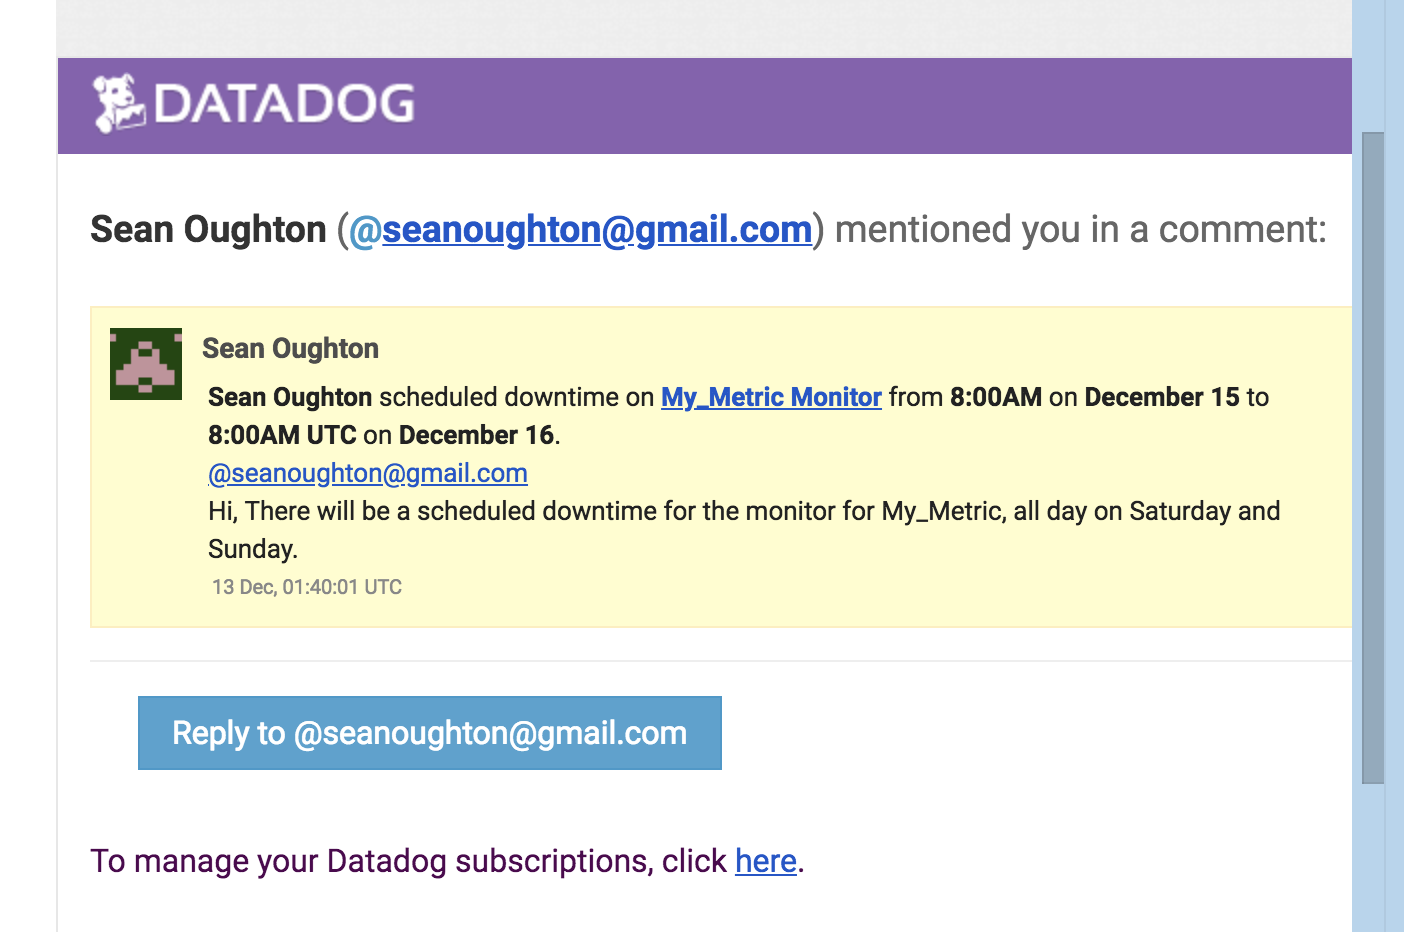 DATADOG
Sean Oughton (@seanoughton@gmail.com) mentioned you in a comment:
Sean Oughton
Sean Oughton scheduled downtime on My_Metric Monitor from 8:00AM on December 15 to
8:00AM UTC on December 16.
@seanoughton@gmail.com
Hi, There will be a scheduled downtime for the monitor for My_Metric, all day on Saturday and
Sunday.
13 Dec, 01:40:01 UTC
Reply to @seanoughton@gmail.com
To manage your Datadog subscriptions, click here.